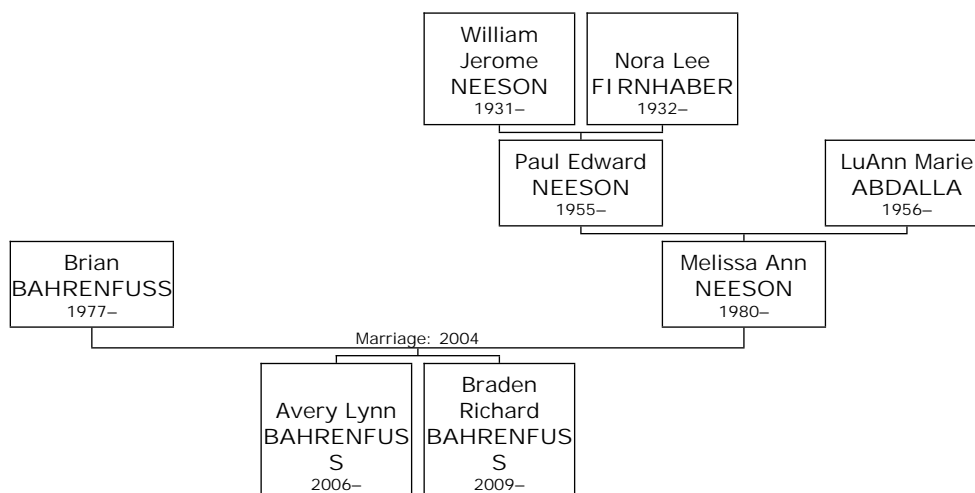 William
Jerome
NEESON
1931–
Nora Lee
FIRNHABER
1932–
Paul Edward
NEESON
1955–
LuAnn Marie
ABDALLA
1956–
Brian
BAHRENFUSS
1977–
Melissa Ann
NEESON
1980–
Marriage: 2004
Avery Lynn
BAHRENFUS
S
2006–
Braden
Richard
BAHRENFUS
S
2009–